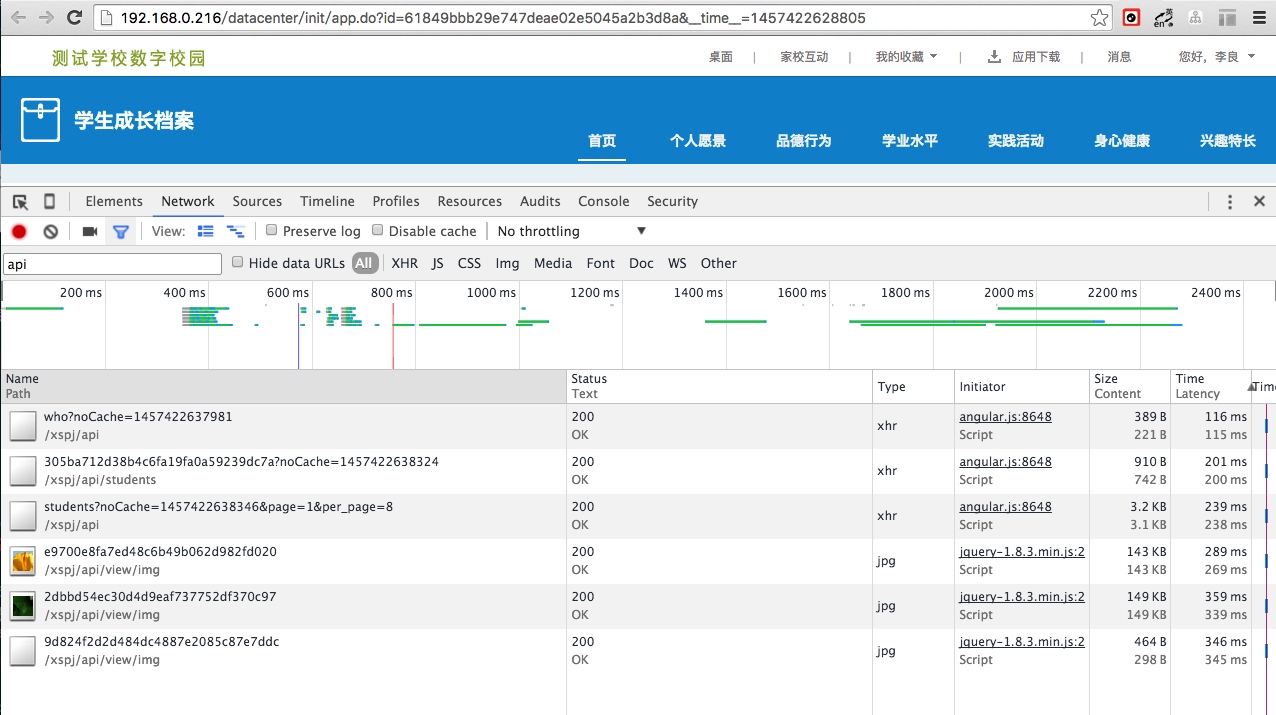 192.168.0.216/datacenter/init/app.do?id=61849bbb29e747deae02e5045a2b3d8a&__time__=1457422628805
英 en
测试学校数字校园 桌面 | 家校互动 | 我的收藏 | 应用下载 | 消息 您好，李良
学生成长档案
首页 个人愿景 品德行为 学业水平 实践活动 身心健康 兴趣特长
Elements Network Sources Timeline Profiles Resources Audits Console Security
View: Preserve log Disable cache No throttling
api Hide data URLs All XHR JS CSS Img Media Font Doc WS Other
200 ms 400 ms 600 ms 800 ms 1000 ms 1200 ms 1400 ms 1600 ms 1800 ms 2000 ms 2200 ms 2400 ms
Name Status Type Initiator Size Time Time
Path Text Content Latency
who?noCache=1457422637981 200 xhr angular.js:8648 389 B 116 ms
/xspj/api OK Script 221 B 115 ms
305ba712d38b4c6fa19fa0a59239dc7a?noCache=1457422638324 200 xhr angular.js:8648 910 B 201 ms
/xspj/api/students OK Script 742 B 200 ms
students?noCache=1457422638346&page=1&per_page=8 200 xhr angular.js:8648 3.2 KB 239 ms
/xspj/api OK Script 3.1 KB 238 ms
e9700e8fa7ed48c6b49b062d982fd020 200 jpg jquery-1.8.3.min.js:2 143 KB 289 ms
/xspj/api/view/img OK Script 143 KB 269 ms
2dbbd54ec30d4d9eaf737752df370c97 200 jpg jquery-1.8.3.min.js:2 149 KB 359 ms
/xspj/api/view/img OK Script 149 KB 339 ms
9d824f2d2d484dc4887e2085c87e7ddc 200 jpg jquery-1.8.3.min.js:2 464 B 346 ms
/xspj/api/view/img OK Script 298 B 345 ms